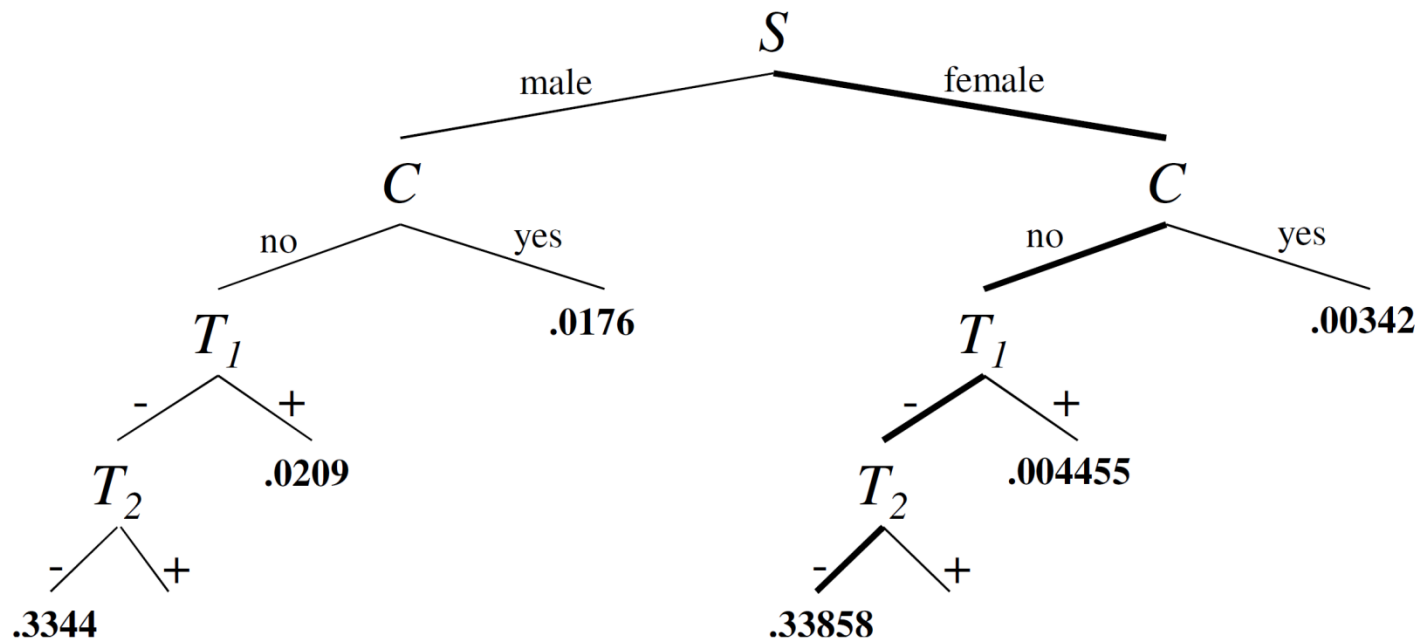 S
male female
C C
no yes no yes
T1 .0176 T1 .00342
- + - +
T2 .0209 T2 .004455
- + - +
.3344 .33858